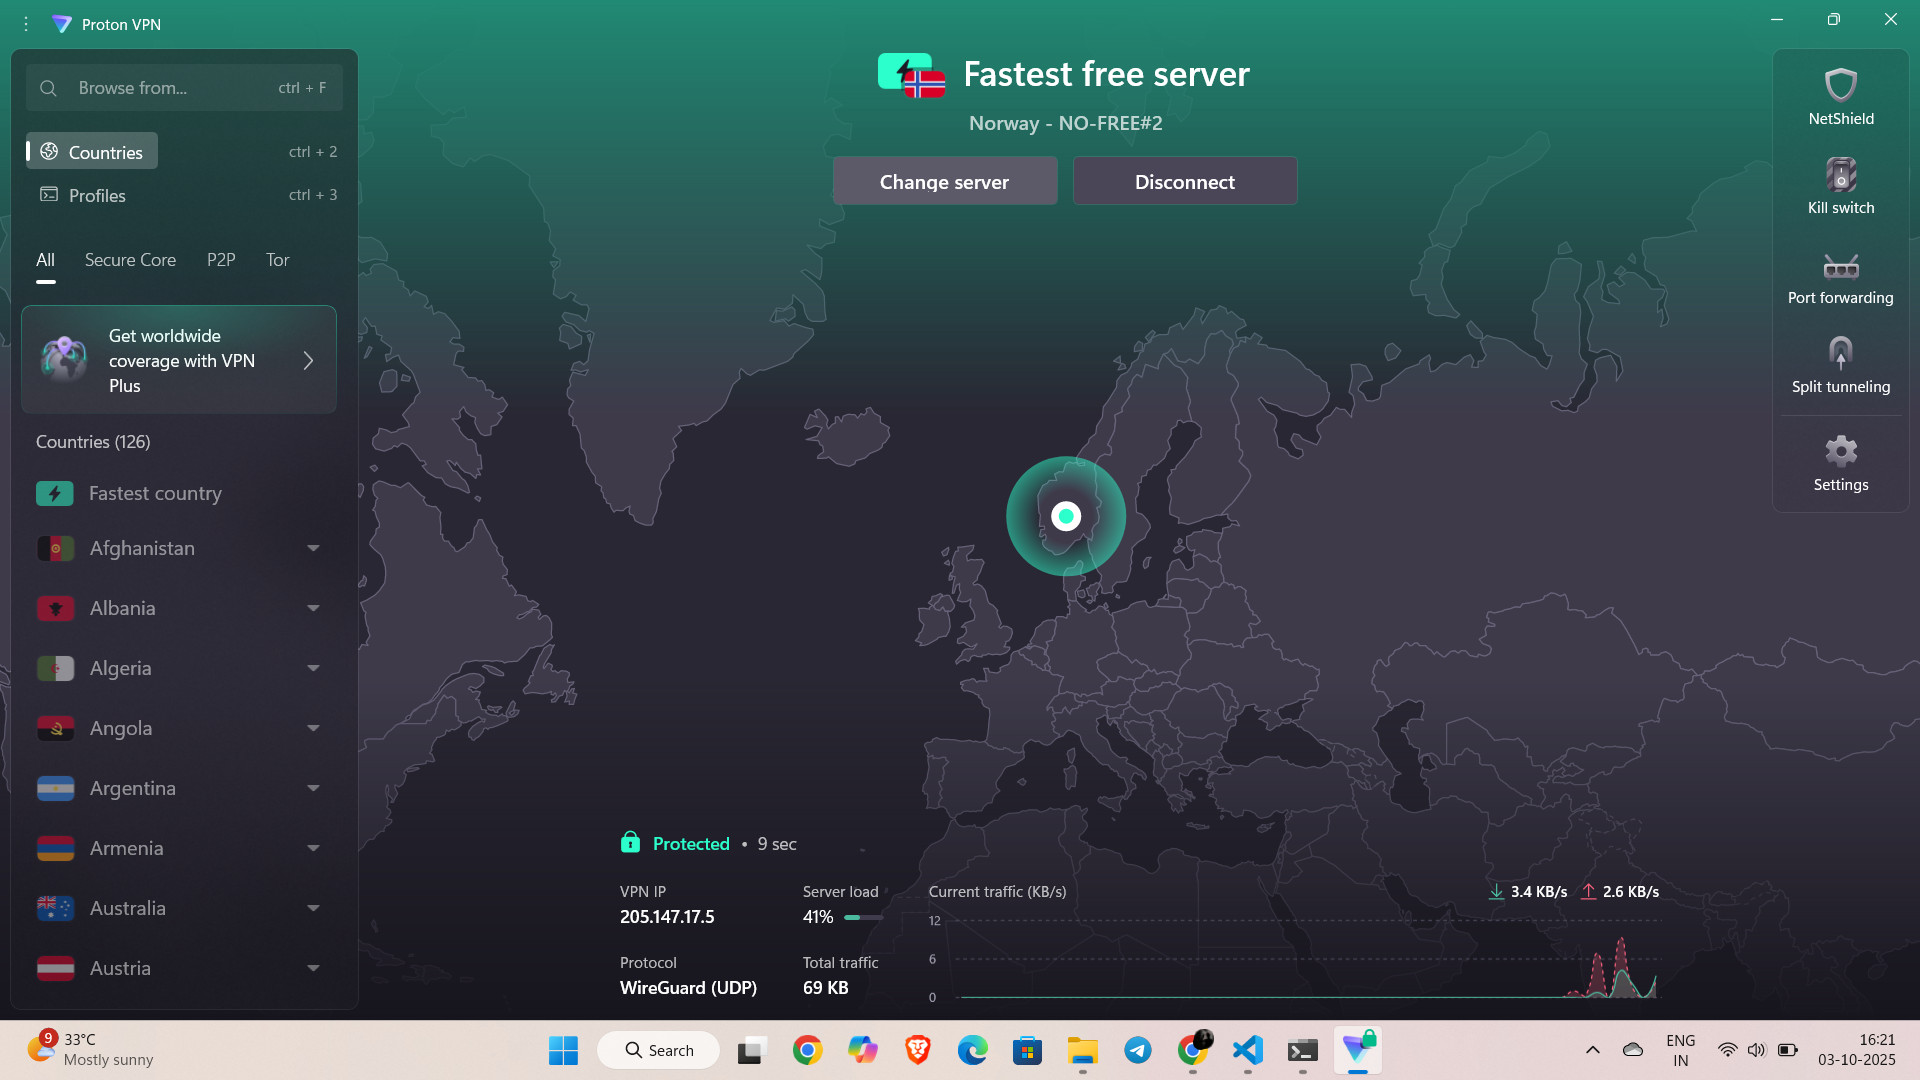 Proton VPN
Browse from...
ctrl + F
Countries
ctrl + 2
Profiles
ctrl + 3
All
Secure Core
P2P
Tor
Get worldwide
coverage with VPN
Plus
Countries (126)
Fastest country
Afghanistan
Albania
Algeria
Angola
Argentina
Armenia
Australia
Austria
Fastest free server
Norway - NO-FREE#2
Change server
Disconnect
NetShield
Kill switch
Port forwarding
Split tunneling
Settings
Protected • 9 sec
VPN IP
205.147.17.5
Server load
41%
Protocol
WireGuard (UDP)
Total traffic
69 KB
Current traffic (KB/s)
3.4 KB/s
2.6 KB/s
12
6
0
9
33°C
Mostly sunny
Search
ENG
IN
16:21
03-10-2025